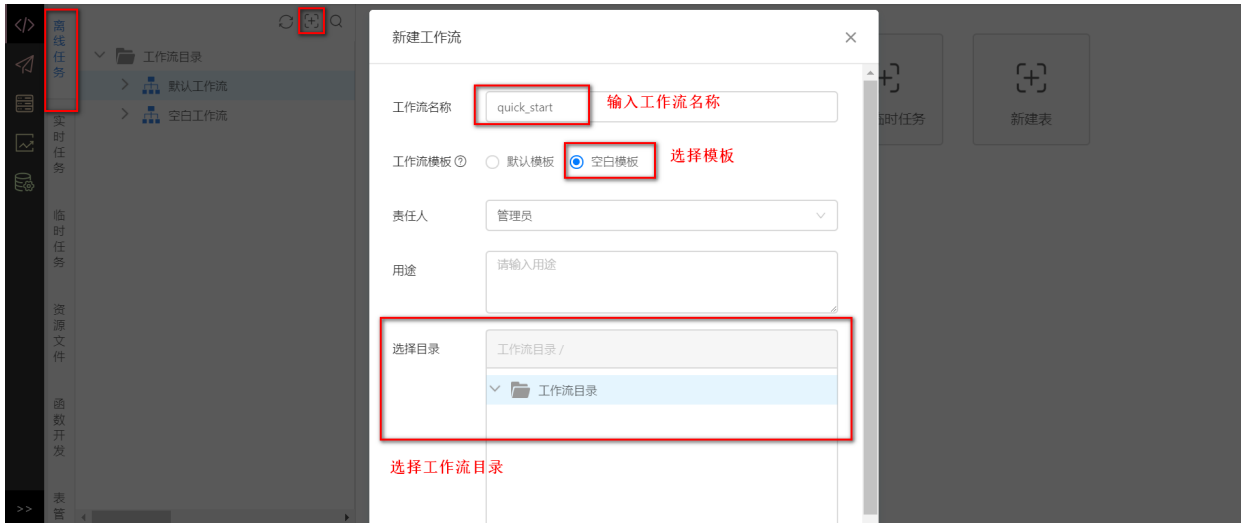 离线任务
实时任务
临时任务
资源文件
函数开发
表管
>>
工作流目录
默认工作流
空白工作流
新建工作流
工作流名称
quick_start
输入工作流名称
工作流模板
默认模板
空白模板
选择模板
责任人
管理员
用途
请输入用途
选择目录
工作流目录 /
工作流目录
选择工作流目录
临时任务
新建表